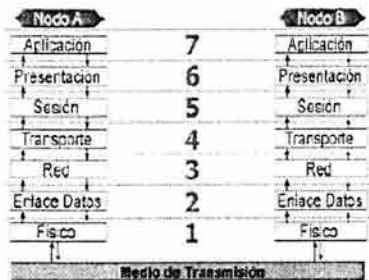 Nodo A Nodo B
Aplicación 7 Aplicación
Presentación 6 Presentación
Sesión 5 Sesión
Transporte 4 Transporte
Red 3 Red
Enlace Datos 2 Enlace Datos
Físico 1 Físico
Medio de Transmisión